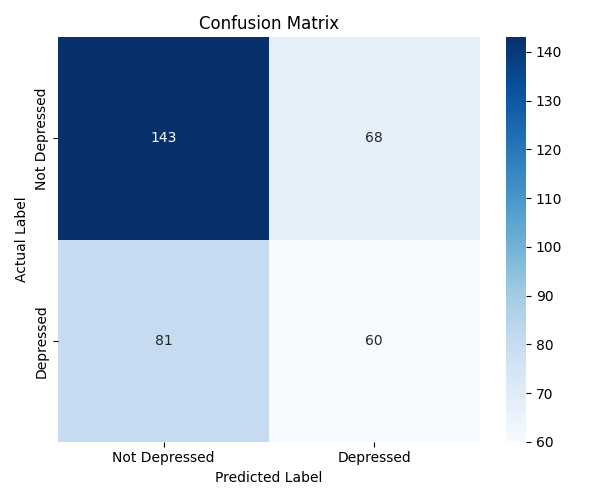 Confusion Matrix
Actual Label
Not Depressed
Depressed
143
68
81
60
Not Depressed
Depressed
Predicted Label
140
130
120
110
100
90
80
70
60